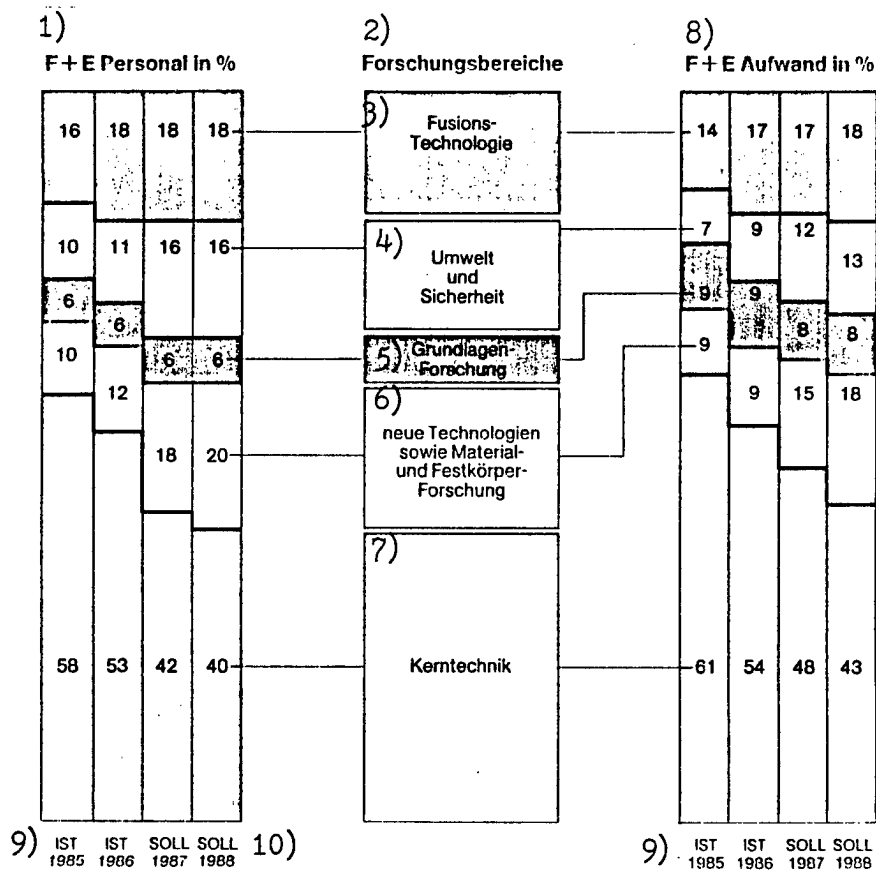 1)
2)
8)
F+E Personal in %
Forschungsbereiche
F+E Aufwand in %
16 18 18 18
3)
Fusions-
Technologie
14 17 17 18
10 11 16 16
4)
Umwelt
und
Sicherheit
7 9 12 13
6 6 6 6
5) Grundlagen-
Forschung
9 9 8 8
10 12 18 20
6)
neue Technologien
sowie Material-
und Festkörper-
Forschung
9 9 15 18
58 53 42 40
7)
Kerntechnik
61 54 48 43
9) IST IST SOLL SOLL 10)
1985 1986 1987 1988
9) IST IST SOLL SOLL
1985 1986 1987 1988